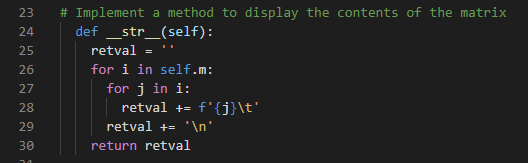 23 # Implement a method to display the contents of the matrix
24 def __str__(self):
25 retval = ''
26 for i in self.m:
27 for j in i:
28 retval += f'{j}\t'
29 retval += '\n'
30 return retval